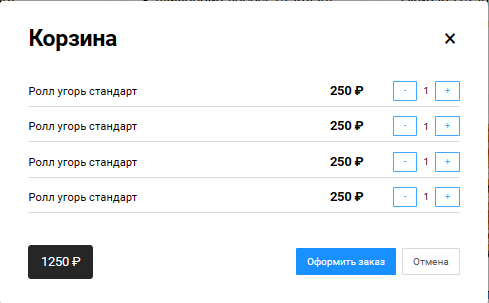 Корзина ×
Ролл угорь стандарт 250 ₽ - 1 +
Ролл угорь стандарт 250 ₽ - 1 +
Ролл угорь стандарт 250 ₽ - 1 +
Ролл угорь стандарт 250 ₽ - 1 +
1250 ₽ Оформить заказ Отмена